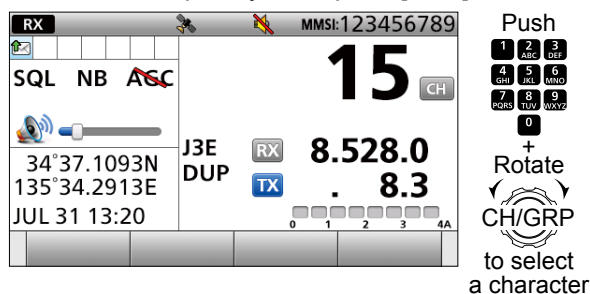 RX MMSI:123456789
SQL NB AGC
15 CH
34°37.1093N
135°34.2913E
JUL 31 13:20
J3E RX 8.528.0
DUP TX . 8.3
0 1 2 3 4A
Push
1 2 ABC 3 DEF
4 GHI 5 JKL 6 MNO
7 PQRS 8 TUV 9 WXYZ
0
+
Rotate
CH/GRP
to select
a character